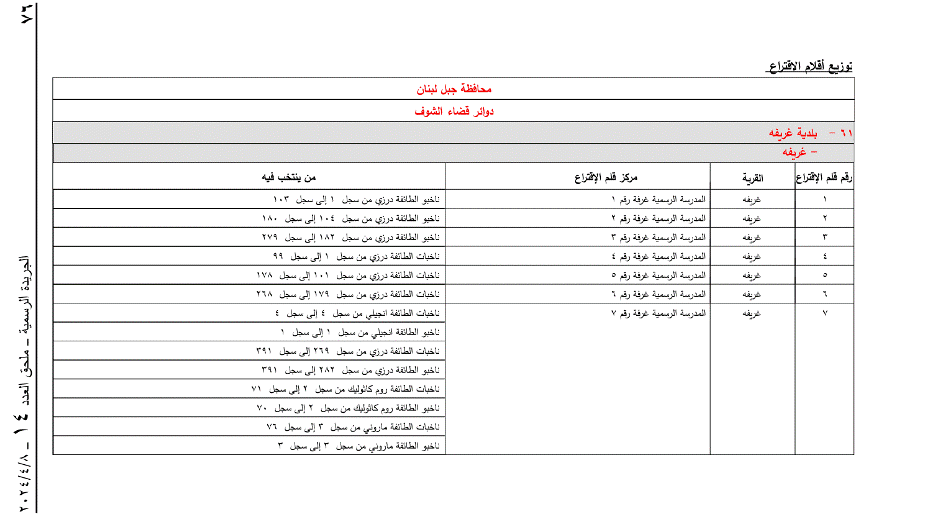 ٧٦
الجريدة الرسمية – ملحق العدد ١٤ – ٢٠٢٤/٤/٨
توزيع أقلام الإقتراع
محافظة جبل لبنان
دوائر قضاء الشوف
٦١ - بلدية غريفه
- غريفه
رقم قلم الإقتراع القرية مركز قلم الإقتراع من ينتخب فيه
١ غريفه المدرسة الرسمية غرفة رقم ١ ناخبو الطائفة درزي من سجل ١ إلى سجل ١٠٣
٢ غريفه المدرسة الرسمية غرفة رقم ٢ ناخبو الطائفة درزي من سجل ١٠٤ إلى سجل ١٨٠
٣ غريفه المدرسة الرسمية غرفة رقم ٣ ناخبو الطائفة درزي من سجل ١٨٢ إلى سجل ٢٧٩
٤ غريفه المدرسة الرسمية غرفة رقم ٤ ناخبات الطائفة درزي من سجل ١ إلى سجل ٩٩
٥ غريفه المدرسة الرسمية غرفة رقم ٥ ناخبات الطائفة درزي من سجل ١٠١ إلى سجل ١٧٨
٦ غريفه المدرسة الرسمية غرفة رقم ٦ ناخبات الطائفة درزي من سجل ١٧٩ إلى سجل ٢٦٨
٧ غريفه المدرسة الرسمية غرفة رقم ٧ ناخبات الطائفة انجيلي من سجل ٤ إلى سجل ٤
ناخبو الطائفة انجيلي من سجل ١ إلى سجل ١
ناخبات الطائفة درزي من سجل ٢٦٩ إلى سجل ٣٩١
ناخبو الطائفة درزي من سجل ٢٨٢ إلى سجل ٣٩١
ناخبات الطائفة روم كاثوليك من سجل ٢ إلى سجل ٧١
ناخبو الطائفة روم كاثوليك من سجل ٢ إلى سجل ٧٠
ناخبات الطائفة ماروني من سجل ٣ إلى سجل ٧٦
ناخبو الطائفة ماروني من سجل ٣ إلى سجل ٣